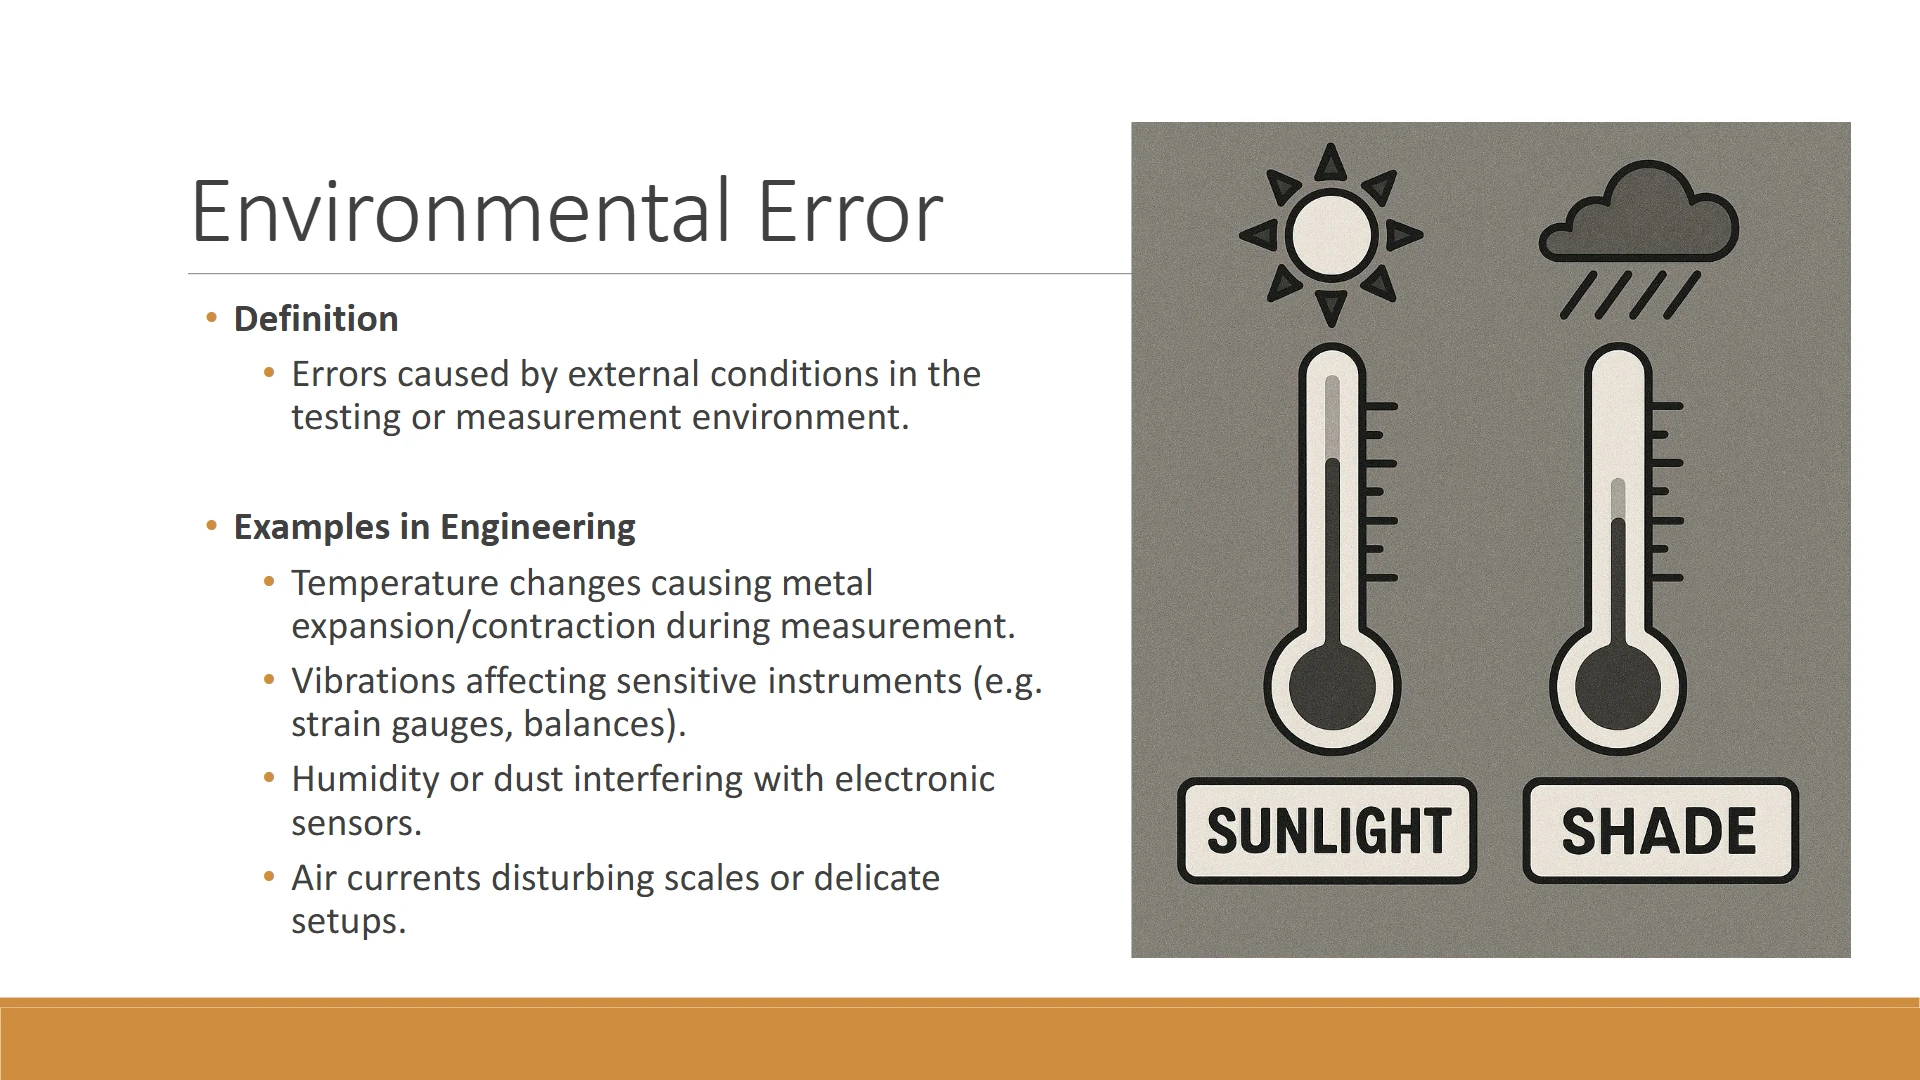 Environmental Error
• Definition
• Errors caused by external conditions in the
testing or measurement environment.
• Examples in Engineering
• Temperature changes causing metal
expansion/contraction during measurement.
• Vibrations affecting sensitive instruments (e.g.
strain gauges, balances).
• Humidity or dust interfering with electronic
sensors.
• Air currents disturbing scales or delicate
setups.
SUNLIGHT
SHADE